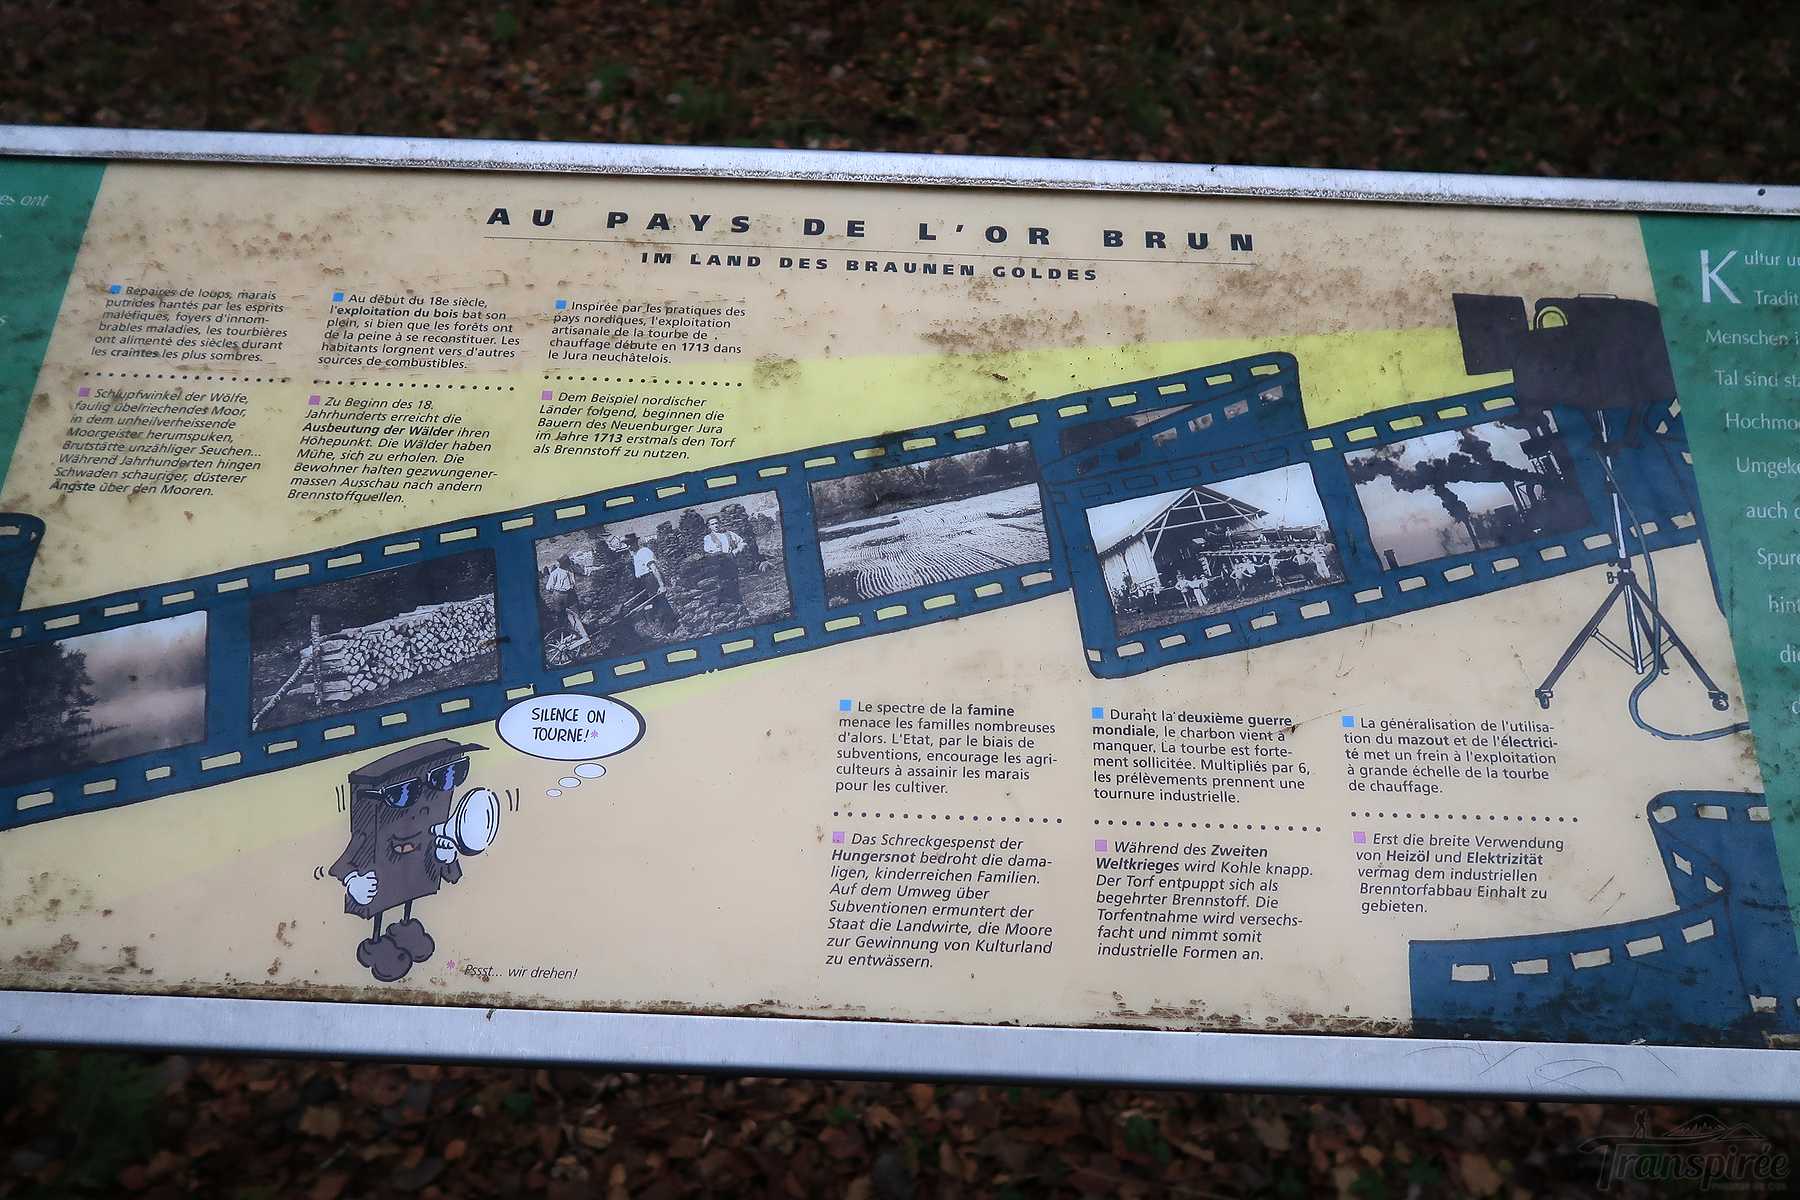 es ont
AU PAYS DE L'OR BRUN
IM LAND DES BRAUNEN GOLDES
Repaires de loups, marais
putrides hantés par les esprits
maléfiques, foyers d'innom-
brables maladies, les tourbières
ont alimenté des siècles durant
les craintes les plus sombres.
Schlupfwinkel der Wölfe,
faulig übelriechendes Moor,
in dem unheilverheissende
Moorgeister herumspuken,
Brutstätte unzähliger Seuchen...
Während Jahrhunderten hingen
Schwaden schauriger, düsterer
Ängste über den Mooren.
Au début du 18e siècle,
l'exploitation du bois bat son
plein, si bien que les forêts ont
de la peine à se reconstituer. Les
habitants lorgnent vers d'autres
sources de combustibles.
Zu Beginn des 18.
Jahrhunderts erreicht die
Ausbeutung der Wälder ihren
Höhepunkt. Die Wälder haben
Mühe, sich zu erholen. Die
Bewohner halten gezwungener-
massen Ausschau nach andern
Brennstoffquellen.
Inspirée par les pratiques des
pays nordiques, l'exploitation
artisanale de la tourbe de
chauffage débute en 1713 dans
le Jura neuchâtelois.
Dem Beispiel nordischer
Länder folgend, beginnen die
Bauern des Neuenburger Jura
im Jahre 1713 erstmals den Torf
als Brennstoff zu nutzen.
SILENCE ON
TOURNE!*
* Pssst... wir drehen!
Le spectre de la famine
menace les familles nombreuses
d'alors. L'Etat, par le biais de
subventions, encourage les agri-
culteurs à assainir les marais
pour les cultiver.
Das Schreckgespenst der
Hungersnot bedroht die dama-
ligen, kinderreichen Familien.
Auf dem Umweg über
Subventionen ermuntert der
Staat die Landwirte, die Moore
zur Gewinnung von Kulturland
zu entwässern.
Durant la deuxième guerre
mondiale, le charbon vient à
manquer. La tourbe est forte-
ment sollicitée. Multipliés par 6,
les prélèvements prennent une
tournure industrielle.
Während des Zweiten
Weltkrieges wird Kohle knapp.
Der Torf entpuppt sich als
begehrter Brennstoff. Die
Torfentnahme wird versechs-
facht und nimmt somit
industrielle Formen an.
La généralisation de l'utilisa-
tion du mazout et de l'électrici-
té met un frein à l'exploitation
à grande échelle de la tourbe
de chauffage.
Erst die breite Verwendung
von Heizöl und Elektrizität
vermag dem industriellen
Brenntorfabbau Einhalt zu
gebieten.
Kultur u
Tradit
Menschen i
Tal sind st
Hochmo
Umgeke
auch d
Spure
hint
die
d
Transpirée